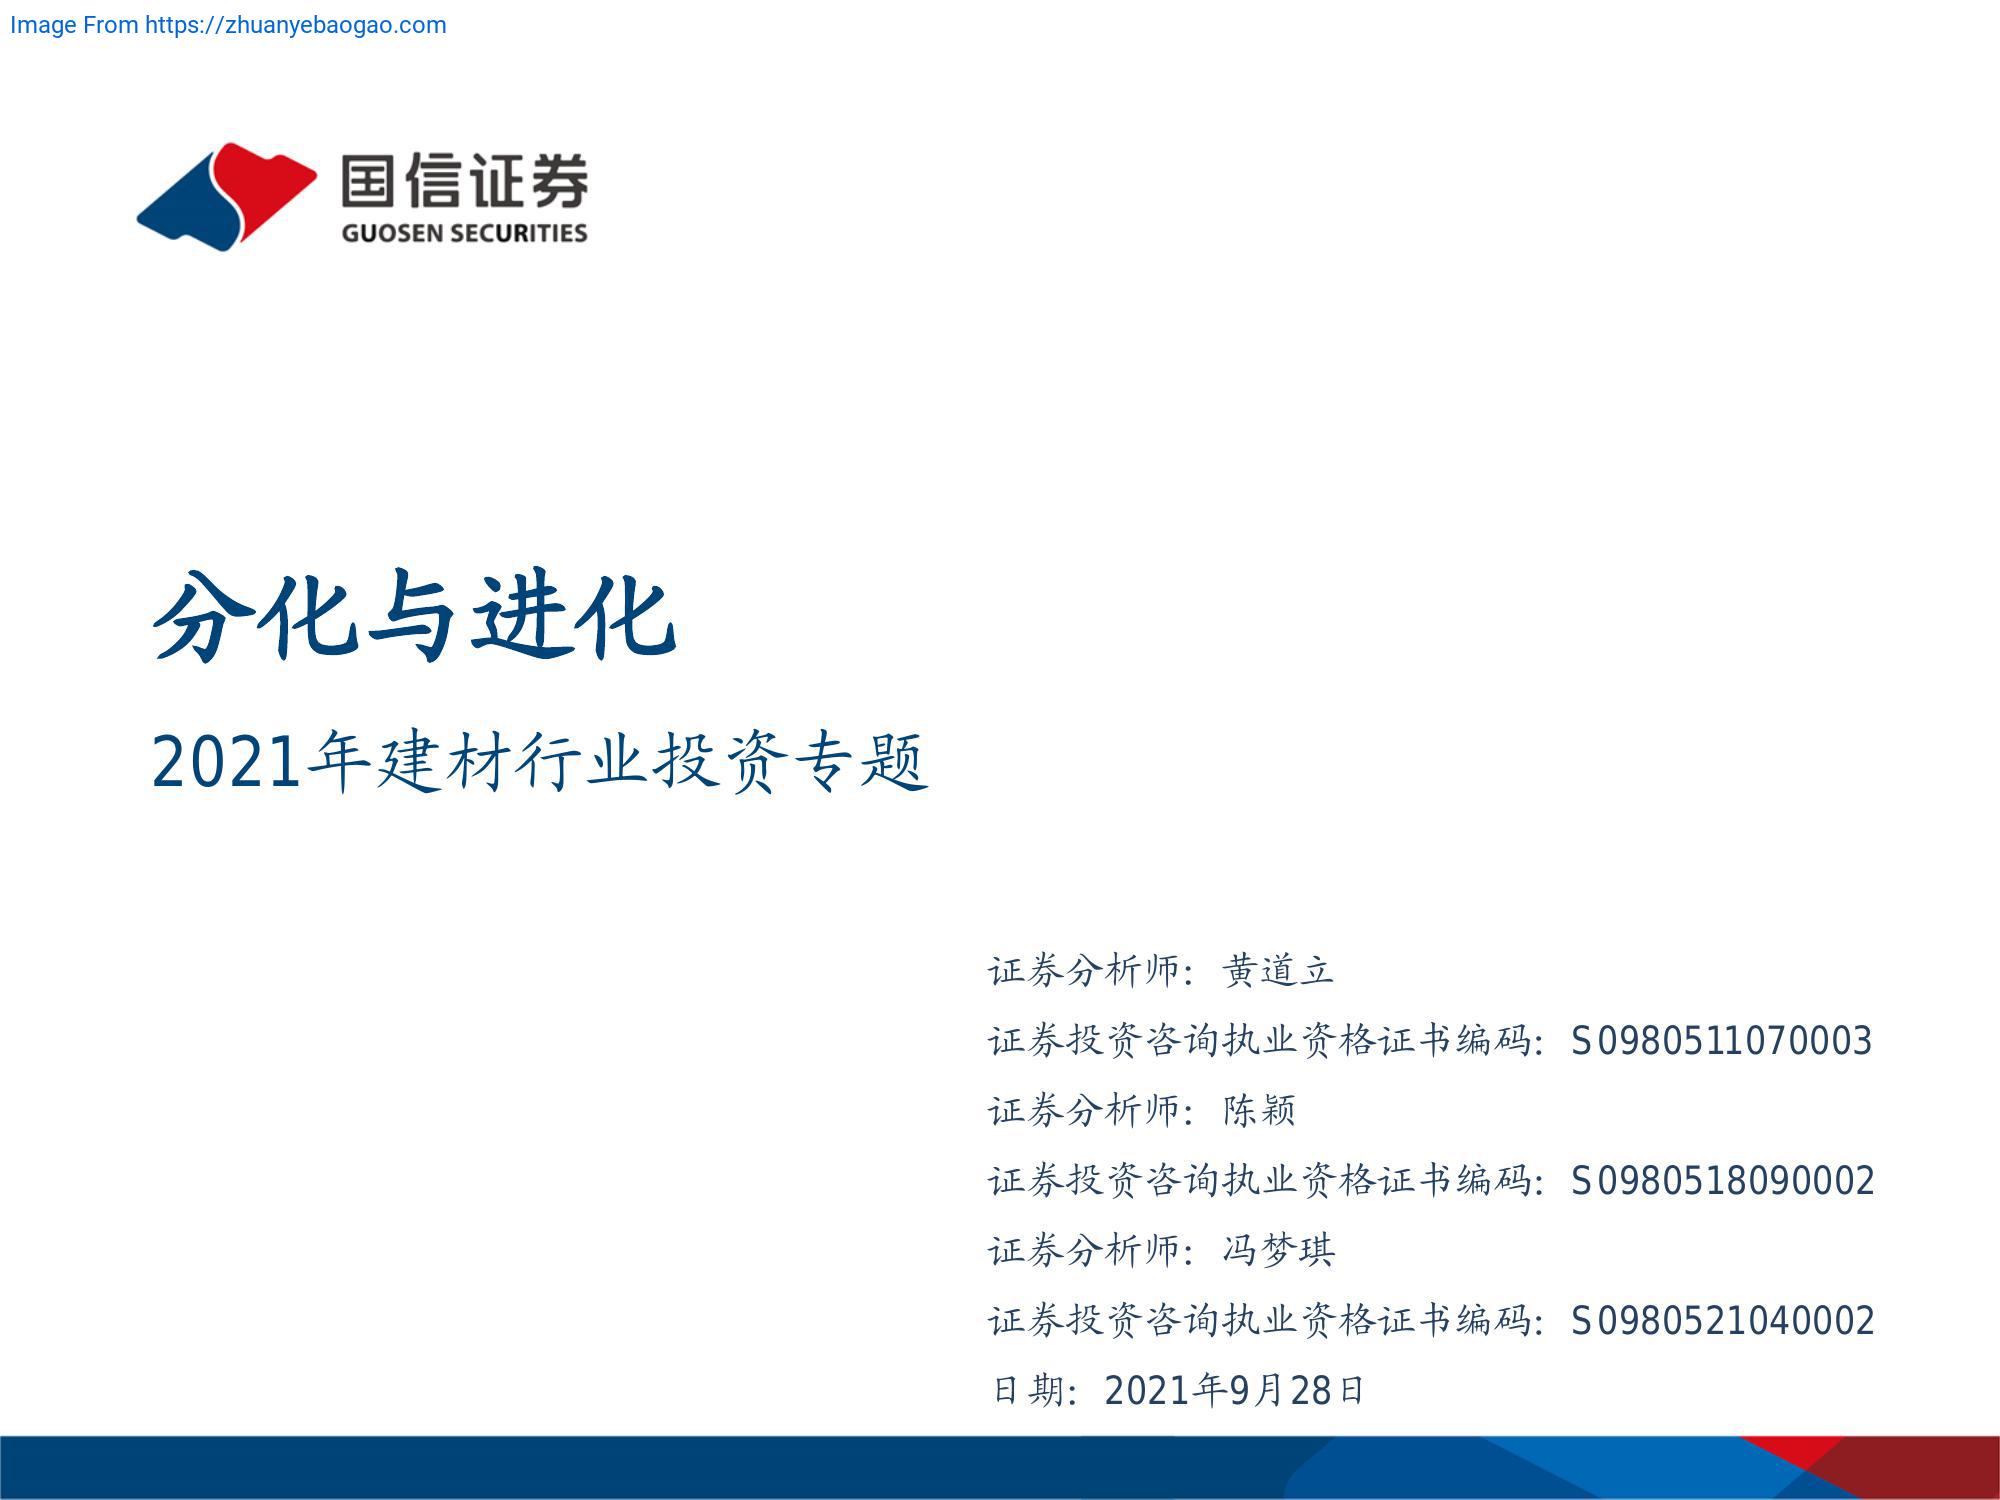 Image From https://zhuanyebaogao.com
国信证券
GUOSEN SECURITIES
分化与进化
2021年建材行业投资专题
证券分析师：黄道立
证券投资咨询执业资格证书编码：S0980511070003
证券分析师：陈颖
证券投资咨询执业资格证书编码：S0980518090002
证券分析师：冯梦琪
证券投资咨询执业资格证书编码：S0980521040002
日期：2021年9月28日